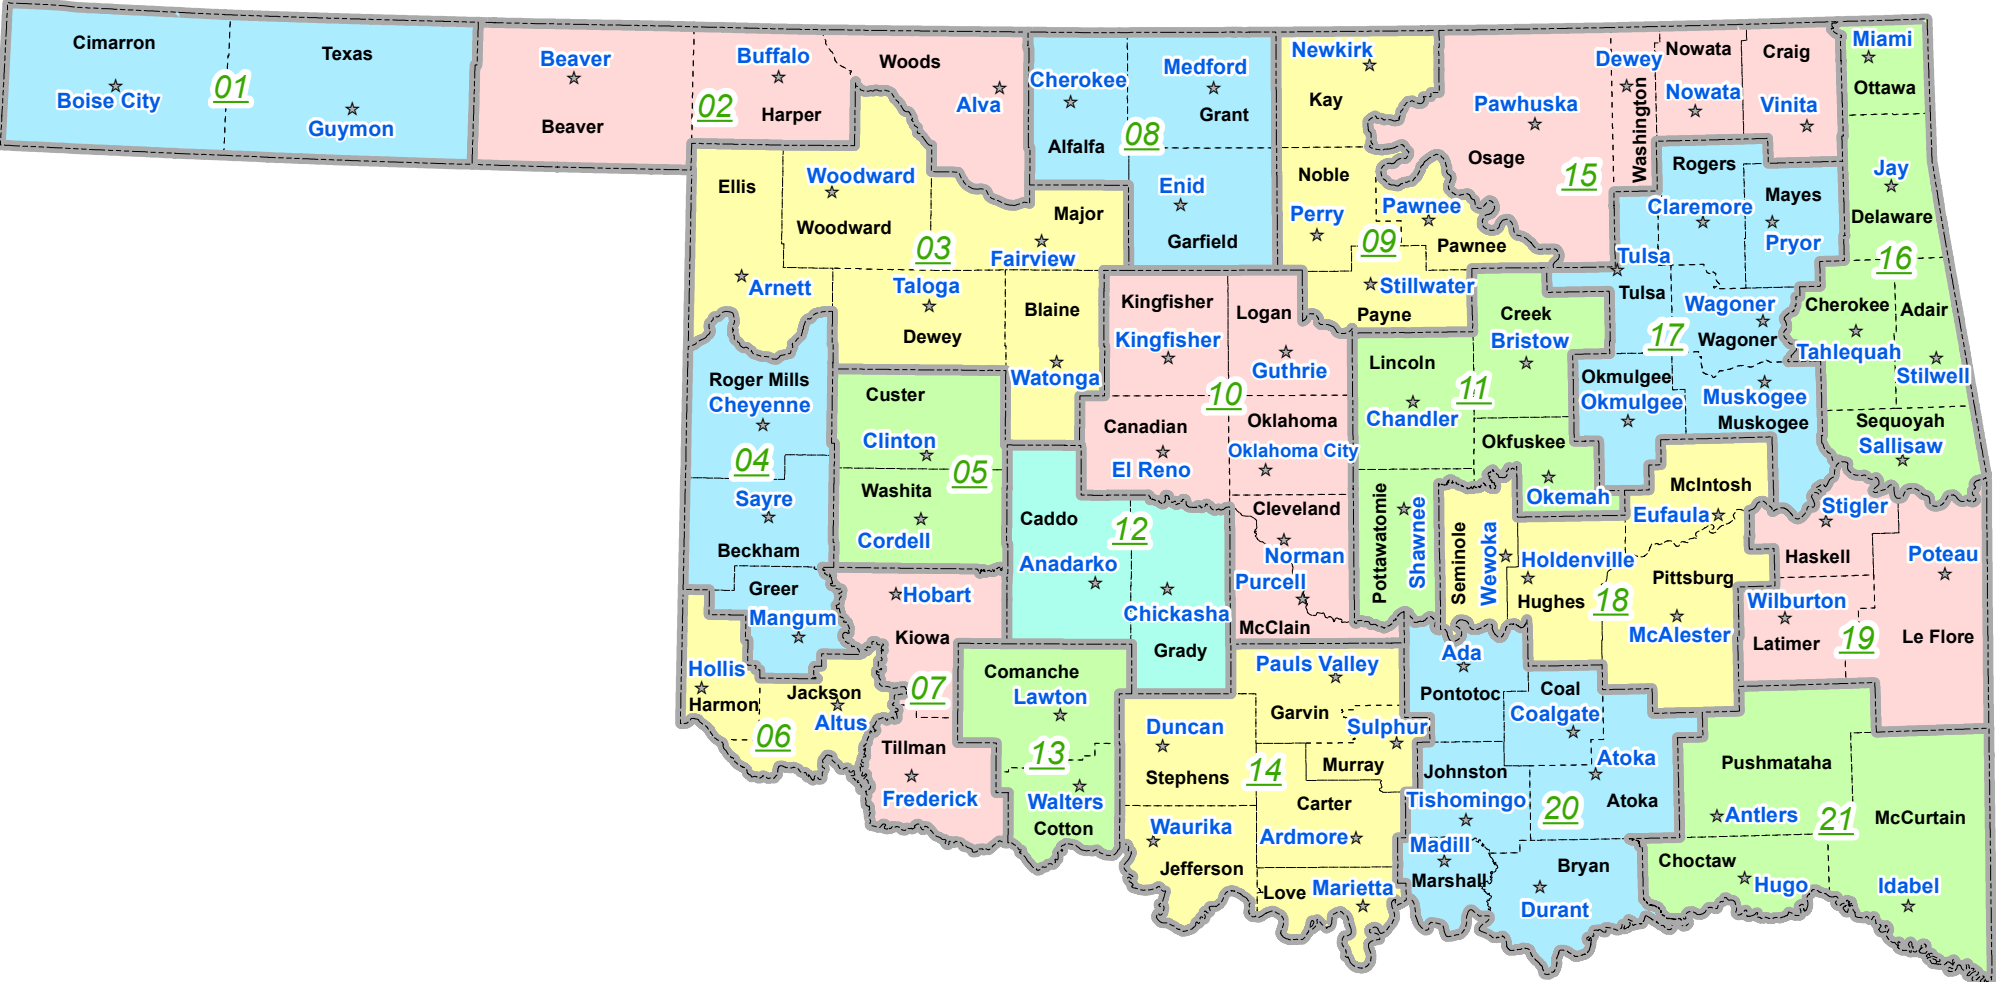 Cimarron
Boise City
01
Texas
Guymon
Beaver
Beaver
02
Buffalo
Harper
Woods
Alva
Ellis
Arnett
Woodward
Woodward
03
Major
Fairview
Taloga
Dewey
Blaine
Watonga
Roger Mills
Cheyenne
04
Sayre
Beckham
Greer
Mangum
Custer
Clinton
05
Washita
Cordell
Hollis
Harmon
Jackson
Altus
06
Hobart
Kiowa
07
Tillman
Frederick
Cherokee
Alfalfa
08
Medford
Grant
Enid
Garfield
Newkirk
Kay
Noble
Perry
Pawnee
Pawnee
09
Stillwater
Payne
Kingfisher
Kingfisher
Logan
Guthrie
10
Canadian
El Reno
Oklahoma
Oklahoma City
Cleveland
Norman
Purcell
McClain
Creek
Bristow
Lincoln
Chandler
11
Okfuskee
Okemah
Pottawatomie
Shawnee
Caddo
Anadarko
12
Chickasha
Grady
Comanche
Lawton
13
Walters
Cotton
Pauls Valley
Garvin
Sulphur
Murray
Duncan
Stephens
14
Carter
Ardmore
Waurika
Jefferson
Love
Marietta
Pawhuska
Osage
15
Dewey
Washington
Nowata
Nowata
Craig
Vinita
Miami
Ottawa
Jay
Delaware
16
Cherokee
Tahlequah
Adair
Stilwell
Sequoyah
Sallisaw
Rogers
Claremore
Mayes
Pryor
Tulsa
Tulsa
Wagoner
17
Wagoner
Okmulgee
Okmulgee
Muskogee
Muskogee
McIntosh
Eufaula
Seminole
Wewoka
Holdenville
Hughes
18
Pittsburg
McAlester
Stigler
Haskell
Poteau
Wilburton
Latimer
19
Le Flore
Ada
Pontotoc
Coal
Coalgate
Johnston
Tishomingo
Atoka
Atoka
20
Madill
Marshall
Bryan
Durant
Pushmataha
Antlers
21
McCurtain
Choctaw
Hugo
Idabel